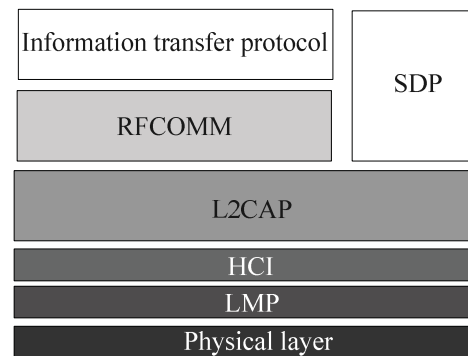 Information transfer protocol
SDP
RFCOMM
L2CAP
HCI
LMP
Physical layer